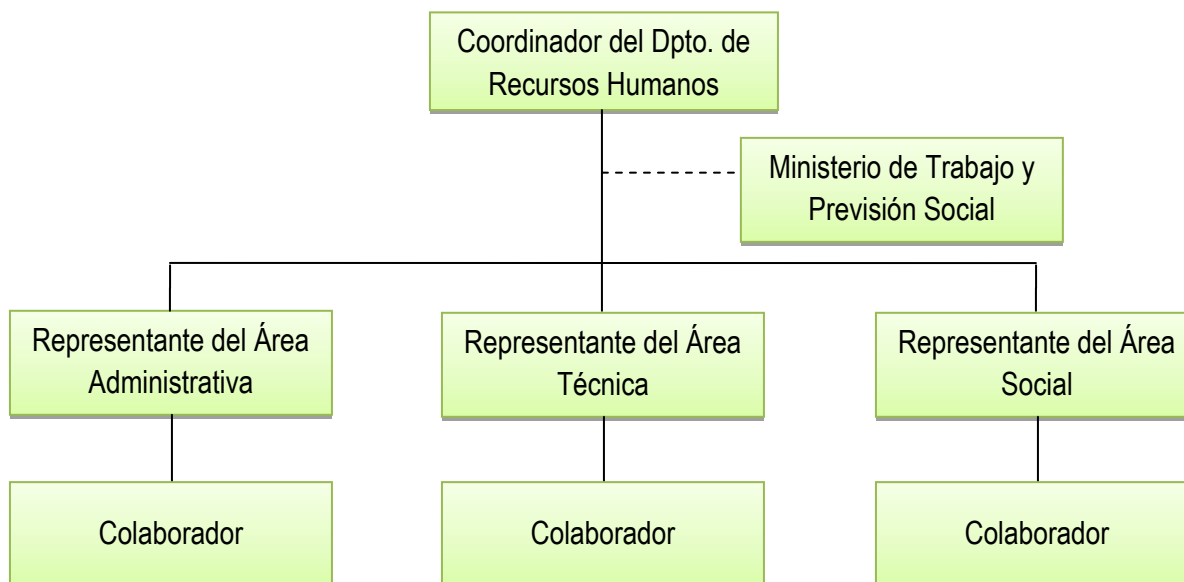 Coordinador del Dpto. de
Recursos Humanos
Ministerio de Trabajo y
Previsión Social
Representante del Área
Administrativa
Representante del Área
Técnica
Representante del Área
Social
Colaborador
Colaborador
Colaborador